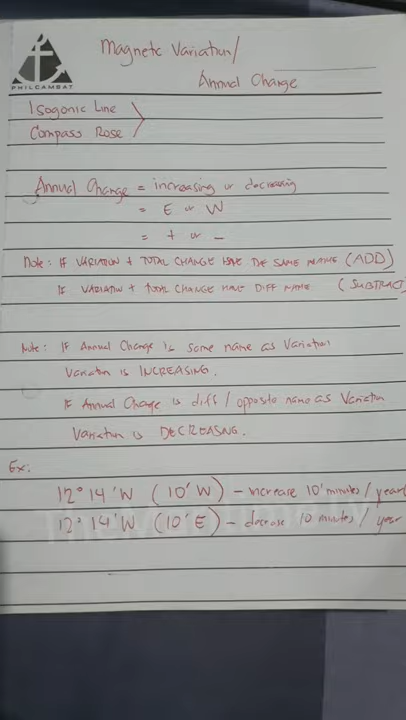 Magnetic Variation/
Annual Change
PHILCAMSAT
Isogonic Line
Compass Rose
Annual Change = increasing or decreasing
= E or W
= + or -
Note: IF VARIATION + TOTAL CHANGE HAVE THE SAME NAME (ADD)
IF VARIATION + TOTAL CHANGE HAVE DIFF NAME (SUBTRACT)
Note: IF Annual Change is same name as Variation
Variation is INCREASING.
IF Annual Change is diff / opposite name as Variation
Variation is DECREASING.
Ex:
12° 14' W (10' W) - increase 10' minutes / year
12° 14' W (10' E) - decrease 10 minutes / year